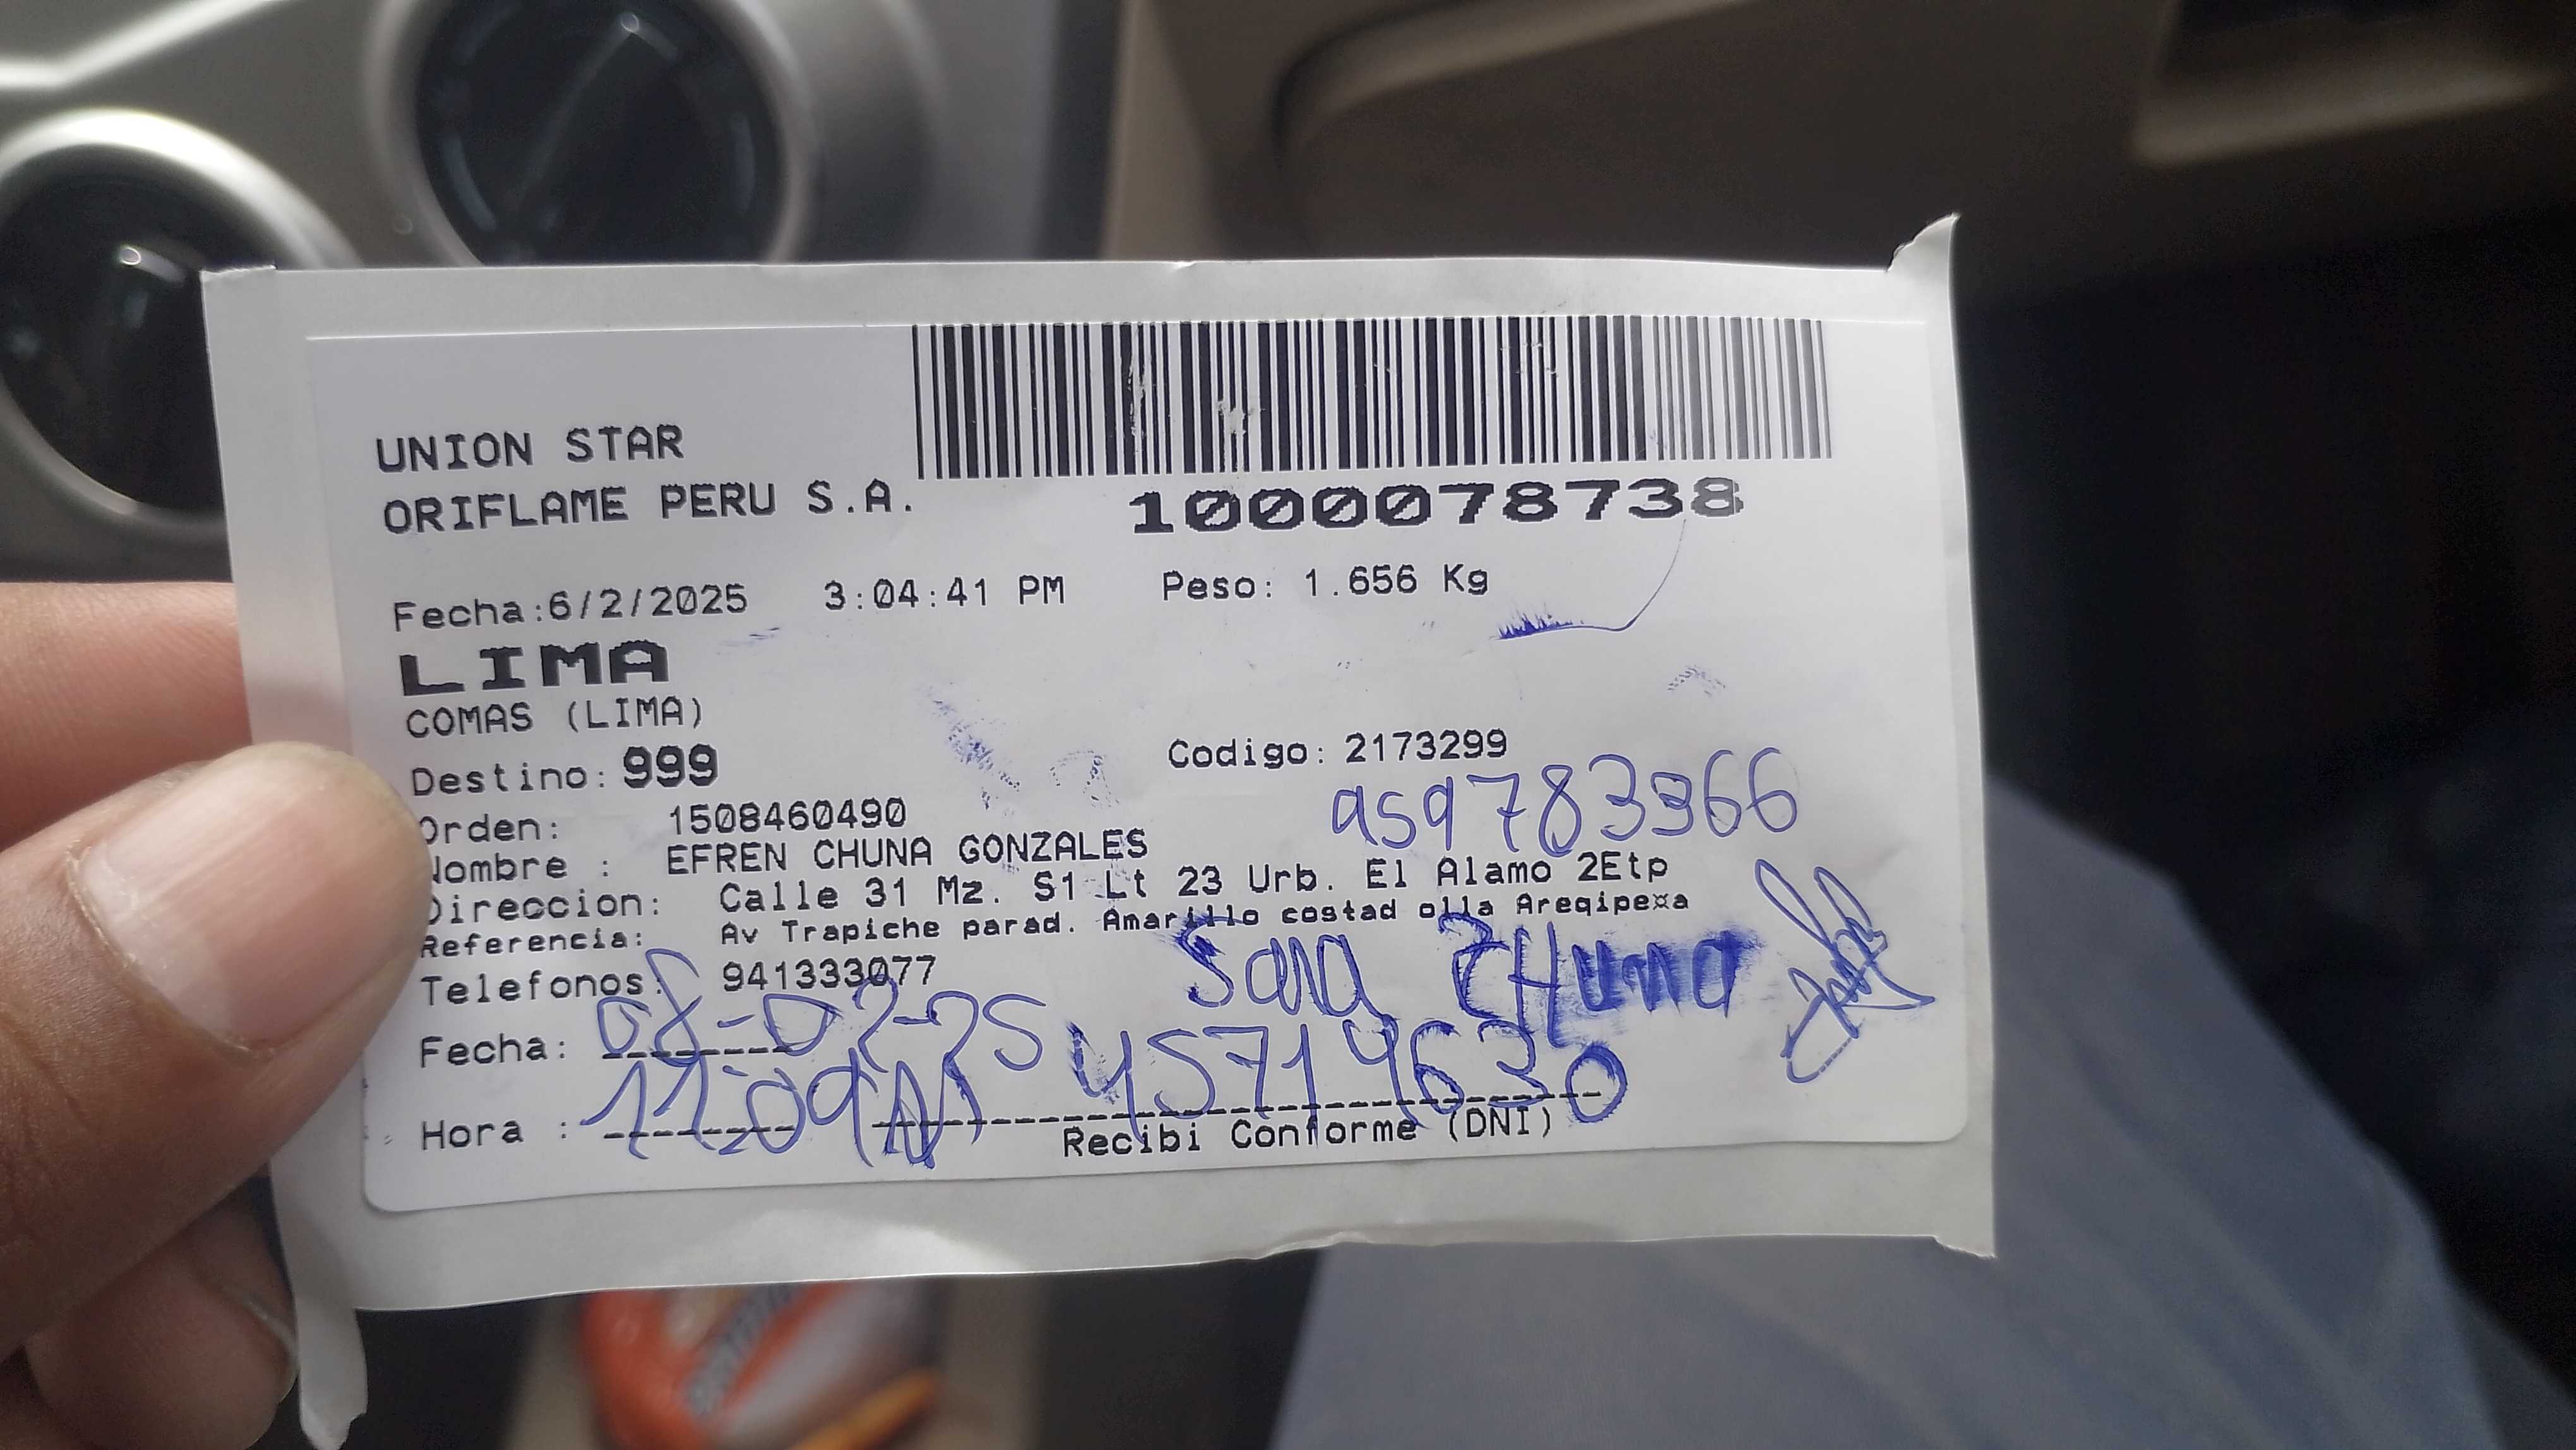 UNION STAR
ORIFLAME PERU S.A.
1000078738
Fecha:6/2/2025 3:04:41 PM Peso: 1.656 Kg
LIMA
COMAS (LIMA)
Destino: 999 Codigo: 2173299
959783366
Orden: 1508460490
Nombre : EFREN CHUNA GONZALES
Direccion: Calle 31 Mz. S1 Lt 23 Urb. El Alamo 2Etp
Referencia: Av Trapiche parad. Amarillo costad olla Areqipe¤a
Telefonos: 941333077
Sara CHuna
Fecha: 08-02-25
45714630
Hora : 11:09AM
Recibi Conforme (DNI)